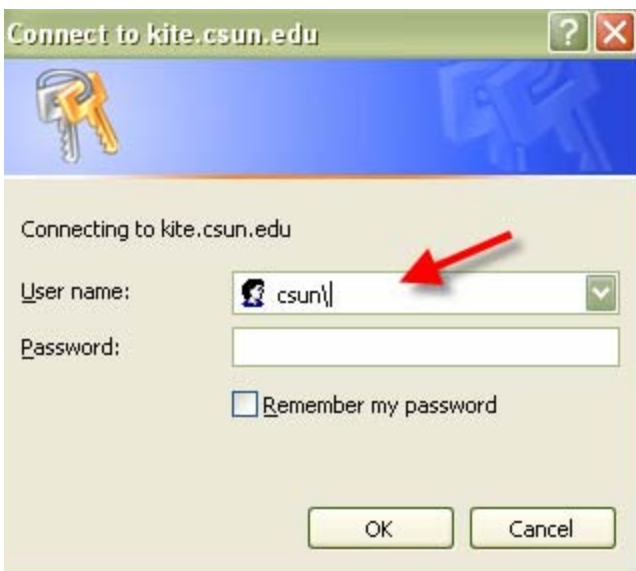 Connect to kite.csun.edu
Connecting to kite.csun.edu
User name: csun\
Password:
Remember my password
OK Cancel